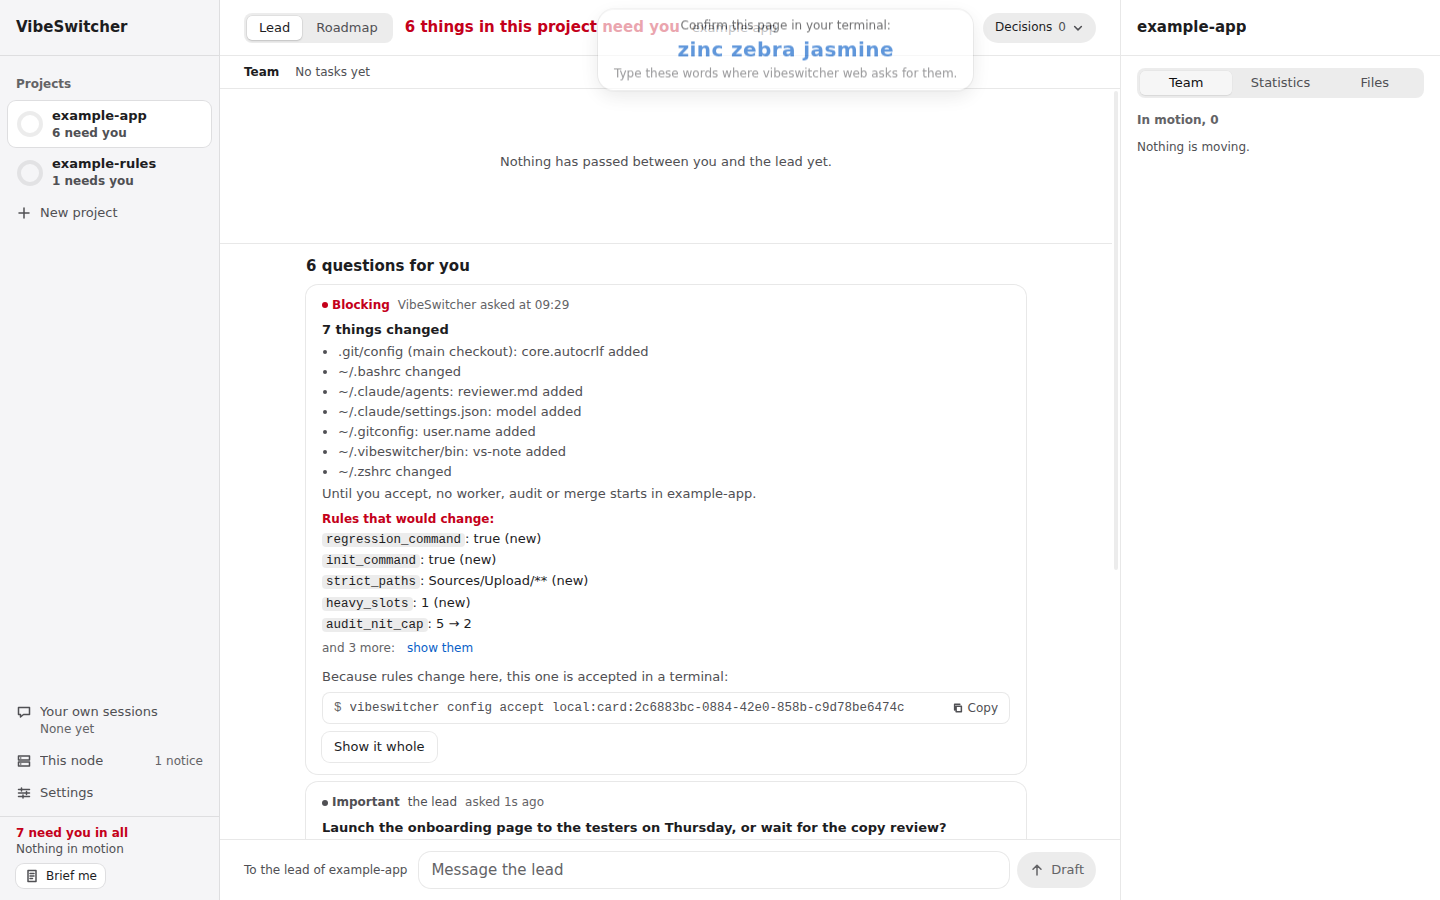 VibeSwitcher
Projects
example-app
6 need you
example-rules
1 needs you
New project
Your own sessions
None yet
This node
1 notice
Settings
7 need you in all
Nothing in motion
Brief me
Lead
Roadmap
6 things in this project need you
example-app
Confirm this page in your terminal:
zinc zebra jasmine
Type these words where vibeswitcher web asks for them.
Decisions 0
Team
No tasks yet
Nothing has passed between you and the lead yet.
6 questions for you
Blocking VibeSwitcher asked at 09:29
7 things changed
• .git/config (main checkout): core.autocrlf added
• ~/.bashrc changed
• ~/.claude/agents: reviewer.md added
• ~/.claude/settings.json: model added
• ~/.gitconfig: user.name added
• ~/.vibeswitcher/bin: vs-note added
• ~/.zshrc changed
Until you accept, no worker, audit or merge starts in example-app.
Rules that would change:
regression_command: true (new)
init_command: true (new)
strict_paths: Sources/Upload/** (new)
heavy_slots: 1 (new)
audit_nit_cap: 5 → 2
and 3 more: show them
Because rules change here, this one is accepted in a terminal:
$ vibeswitcher config accept local:card:2c6883bc-0884-42e0-858b-c9d78be6474c
Copy
Show it whole
Important the lead asked 1s ago
Launch the onboarding page to the testers on Thursday, or wait for the copy review?
To the lead of example-app
Message the lead
Draft
example-app
Team
Statistics
Files
In motion, 0
Nothing is moving.